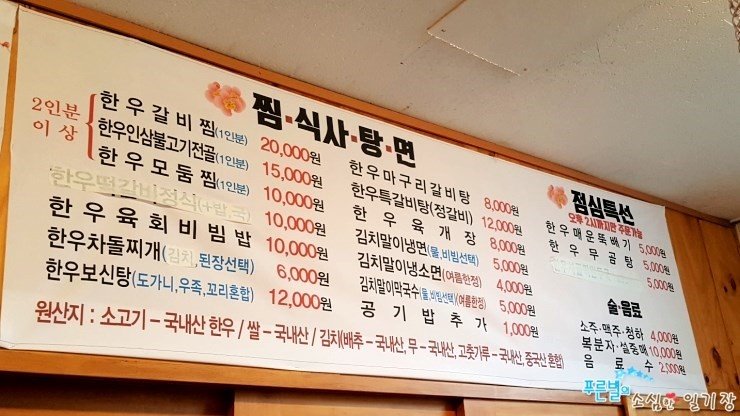 찜·식사·탕·면
2인분 이상
한우갈비찜(1인분) 20,000원
한우인삼불고기전골(1인분) 15,000원
한우모둠찜(1인분) 10,000원
한우떡갈비정식(+밥,국) 10,000원
한우육회비빔밥 10,000원
한우차돌찌개(김치,된장선택) 6,000원
한우보신탕(도가니,우족,꼬리혼합) 12,000원
한우마구리갈비탕 8,000원
한우특갈비탕(정갈비) 12,000원
한우육개장 8,000원
김치말이냉면(물,비빔선택) 5,000원
김치말이냉소면(여름한정) 4,000원
김치말이막국수(물,비빔선택)(여름한정) 5,000원
공기밥추가 1,000원
점심특선
오후 2시까지만 주문가능
한우매운뚝배기 5,000원
한우무곰탕 5,000원
5,000원
술·음료
소주·맥주·청하 4,000원
복분자·설중매 10,000원
음료수 2,000원
원산지 : 소고기 – 국내산 한우 / 쌀 – 국내산 / 김치(배추 – 국내산, 무 – 국내산, 고춧가루 – 국내산, 중국산 혼합)
푸른별의 소심한 일기장